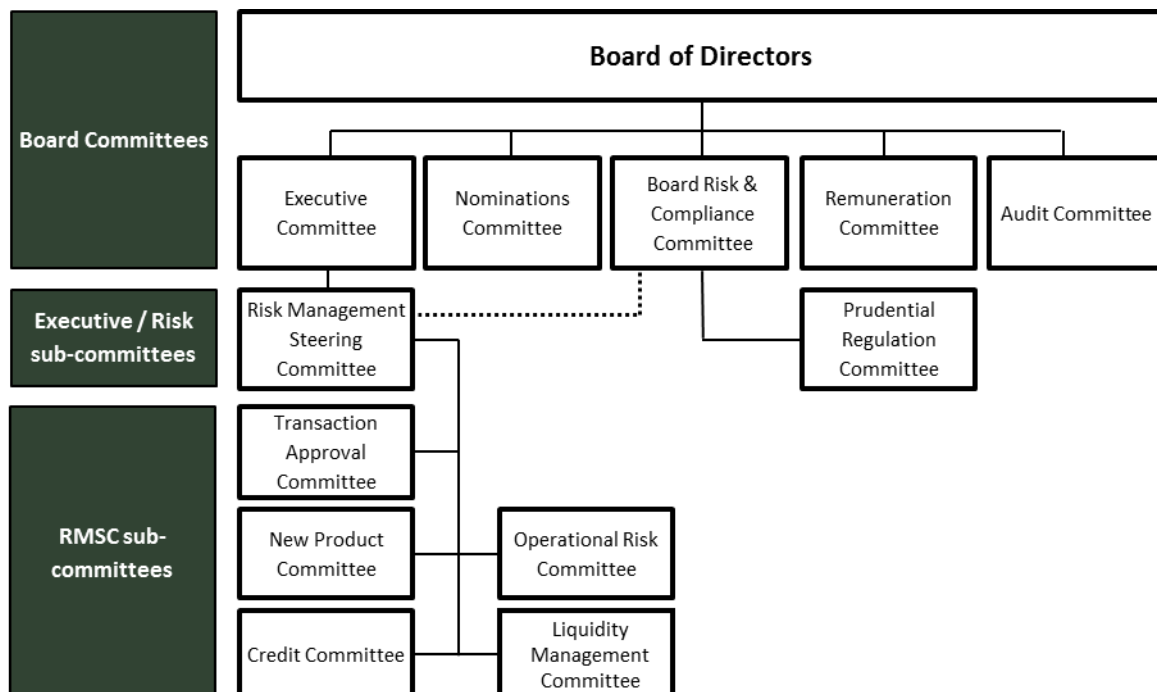 Board Committees
Board of Directors
Executive
Committee
Nominations
Committee
Board Risk &
Compliance
Committee
Remuneration
Committee
Audit Committee
Executive / Risk
sub-committees
Risk Management
Steering
Committee
Prudential
Regulation
Committee
RMSC sub-
committees
Transaction
Approval
Committee
New Product
Committee
Operational Risk
Committee
Credit Committee
Liquidity
Management
Committee